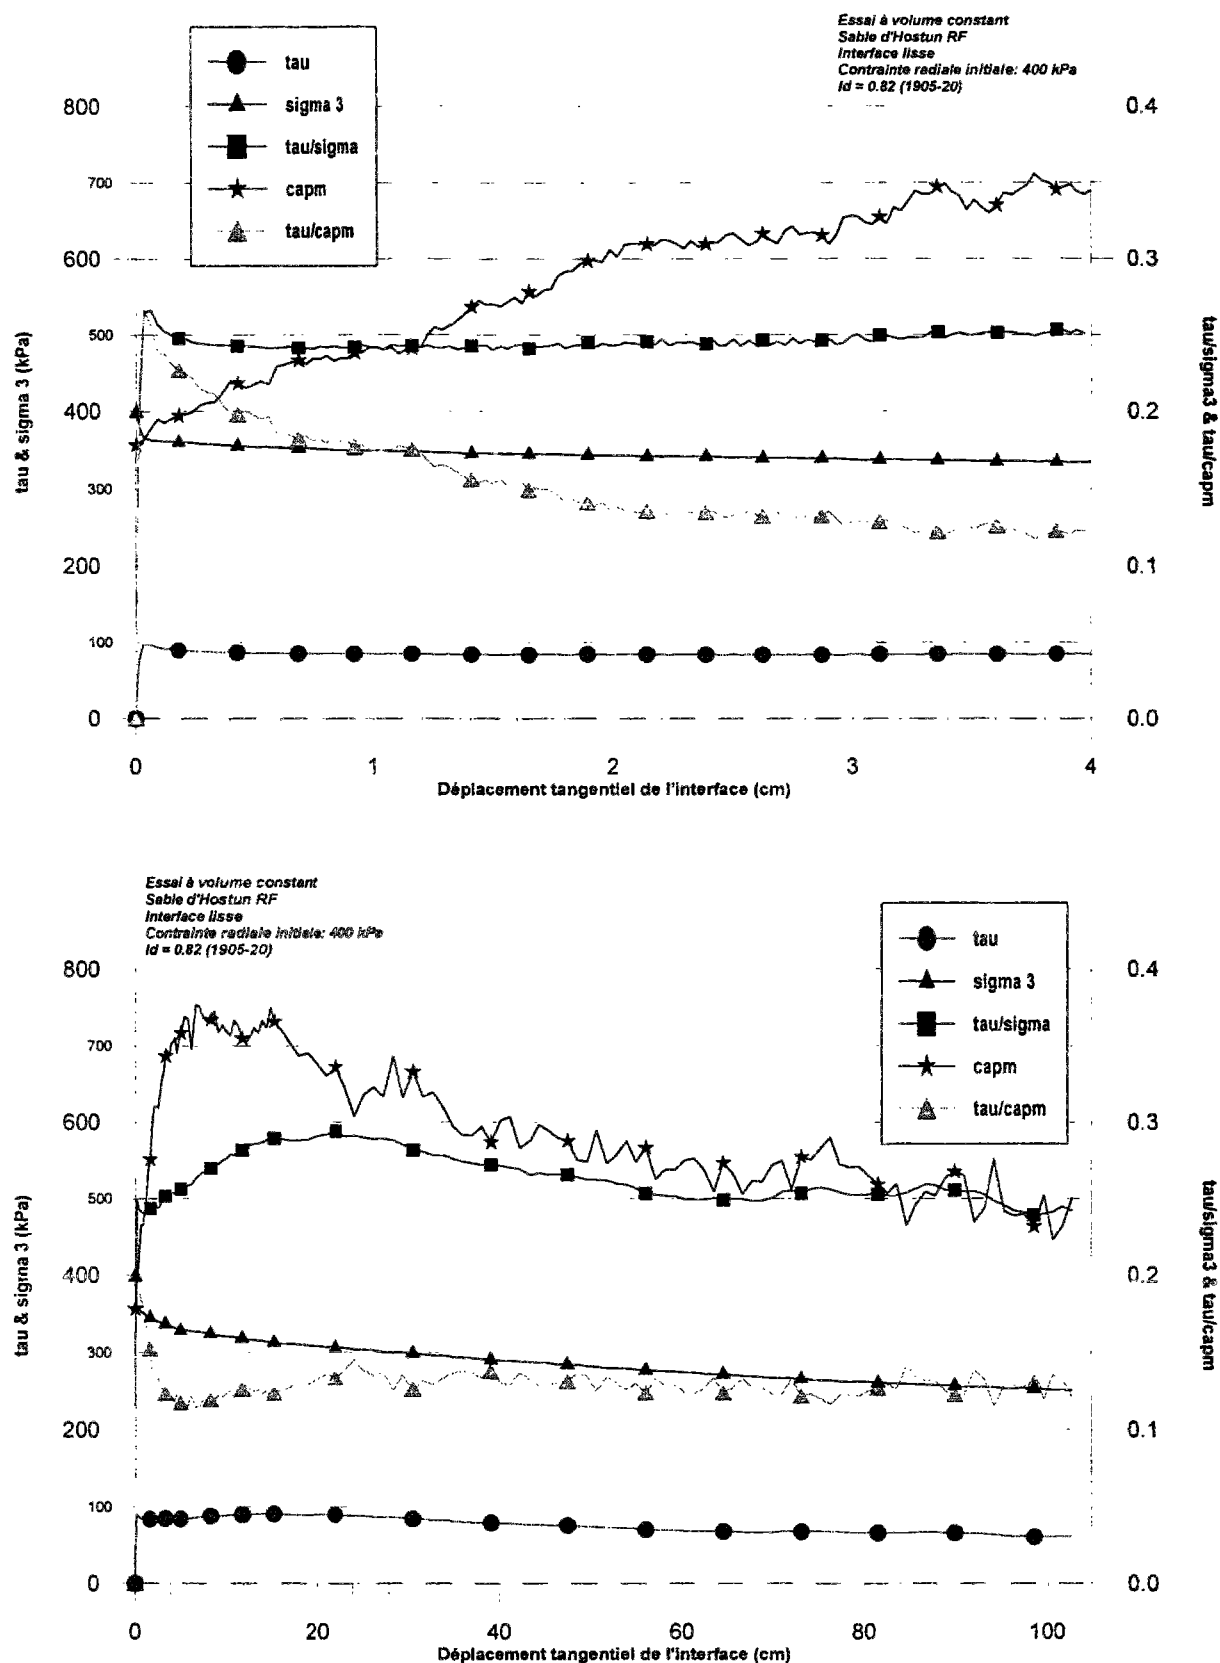 Essai à volume constant
Sable d'Hostun RF
Interface lisse
Contrainte radiale initiale: 400 kPa
Id = 0.82 (1905-20)
tau
sigma 3
tau/sigma
capm
tau/capm
800
700
600
500
400
300
200
100
0
0.4
0.3
0.2
0.1
0.0
tau & sigma 3 (kPa)
tau/sigma3 & tau/capm
0 1 2 3 4
Déplacement tangentiel de l'interface (cm)
Essai à volume constant
Sable d'Hostun RF
Interface lisse
Contrainte radiale initiale: 400 kPa
Id = 0.82 (1905-20)
tau
sigma 3
tau/sigma
capm
tau/capm
800
700
600
500
400
300
200
100
0
0.4
0.3
0.2
0.1
0.0
tau & sigma 3 (kPa)
tau/sigma3 & tau/capm
0 20 40 60 80 100
Déplacement tangentiel de l'interface (cm)